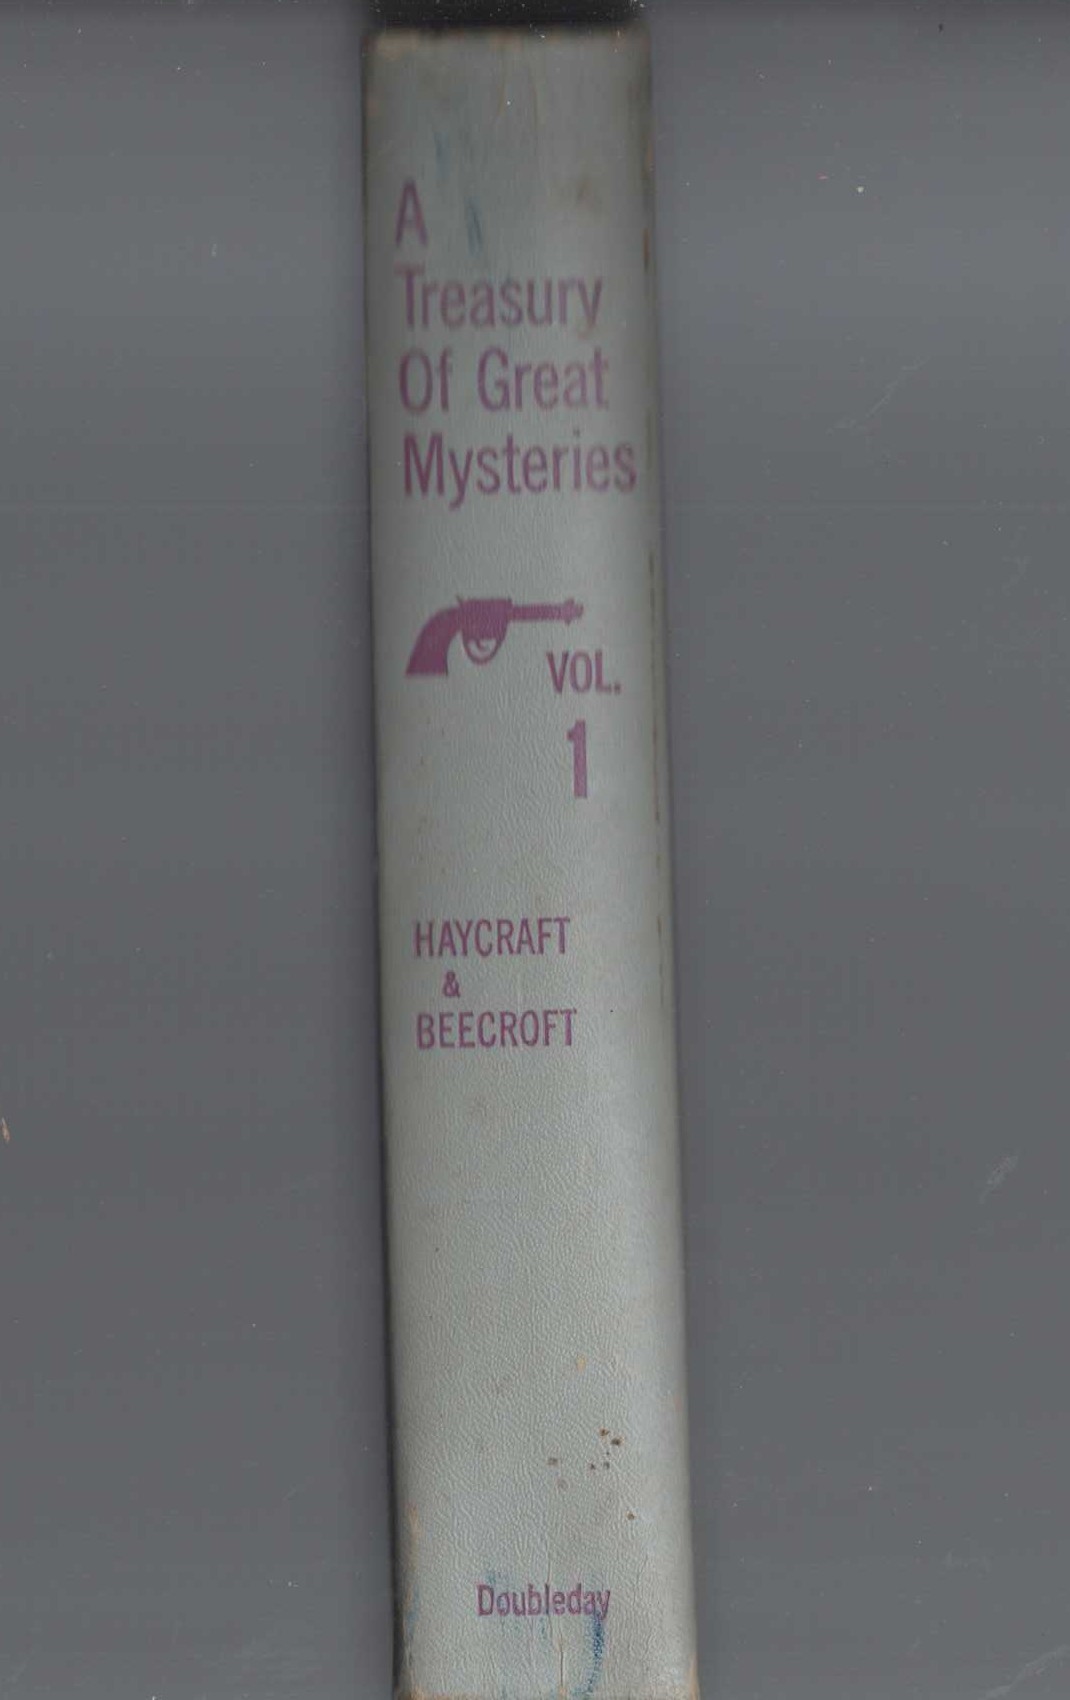 A
Treasury
Of Great
Mysteries
VOL.
1
HAYCRAFT
&
BEECROFT
Doubleday